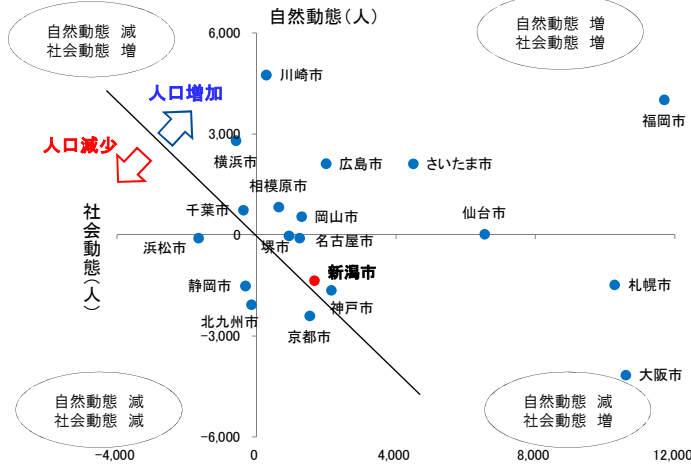 自然動態（人）
自然動態 減
社会動態 増
自然動態 増
社会動態 増
6,000
川崎市
人口増加
福岡市
3,000
人口減少
横浜市
広島市
さいたま市
相模原市
千葉市
岡山市
仙台市
社会動態（人）
0
浜松市
堺市
名古屋市
新潟市
静岡市
札幌市
神戸市
北九州市
京都市
-3,000
大阪市
自然動態 減
社会動態 減
自然動態 減
社会動態 増
-6,000
-4,000
0
4,000
8,000
12,000